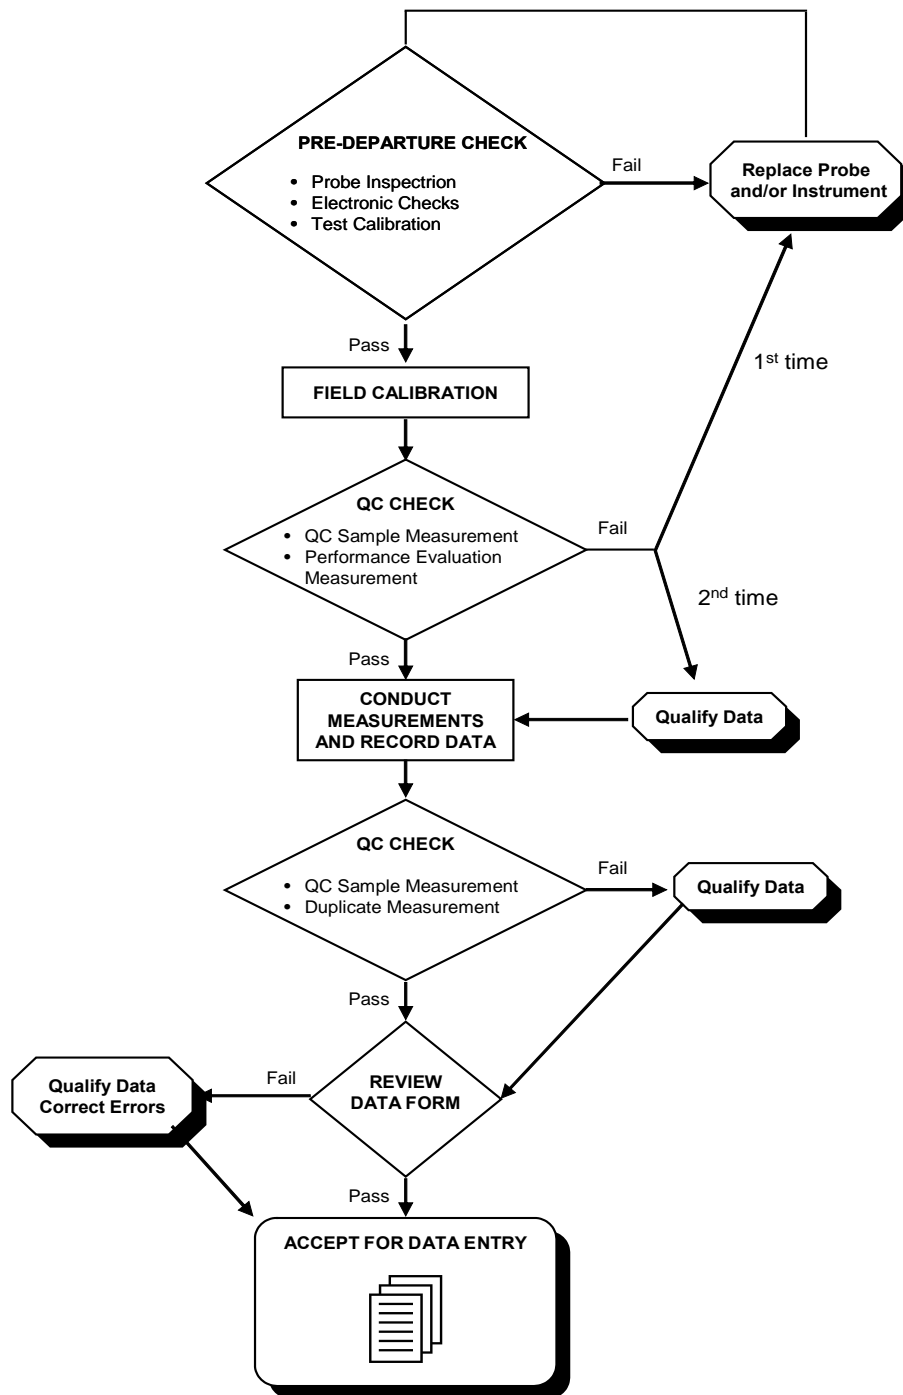 PRE-DEPARTURE CHECK
• Probe Inspectrion
• Electronic Checks
• Test Calibration
Fail
Replace Probe
and/or Instrument
Pass
1st time
FIELD CALIBRATION
QC CHECK
• QC Sample Measurement
• Performance Evaluation
Measurement
Fail
2nd time
Pass
CONDUCT
MEASUREMENTS
AND RECORD DATA
Qualify Data
QC CHECK
• QC Sample Measurement
• Duplicate Measurement
Fail
Qualify Data
Pass
REVIEW
DATA FORM
Fail
Qualify Data
Correct Errors
Pass
ACCEPT FOR DATA ENTRY